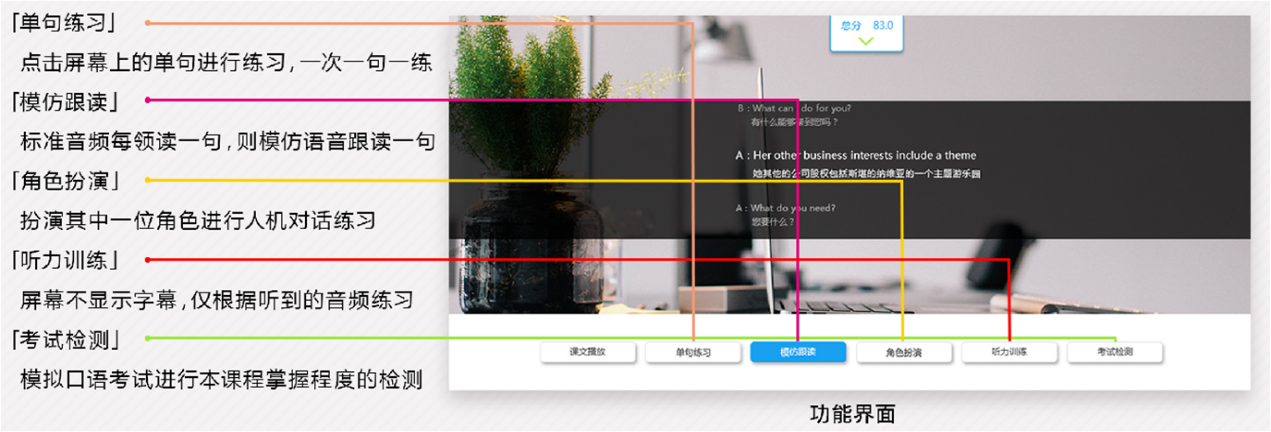 「单句练习」
点击屏幕上的单句进行练习,一次一句一练
「模仿跟读」
标准音频每领读一句,则模仿语音跟读一句
「角色扮演」
扮演其中一位角色进行人机对话练习
「听力训练」
屏幕不显示字幕,仅根据听到的音频练习
「考试检测」
模拟口语考试进行本课程掌握程度的检测
总分 83.0
B : What can I do for you?
有什么能够帮到您吗?
A : Her other business interests include a theme
她其他的公司股权包括斯堪的纳维亚的一个主题游乐园
A : What do you need?
您要什么?
课文播放 单句练习 模仿跟读 角色扮演 听力训练 考试检测
功能界面